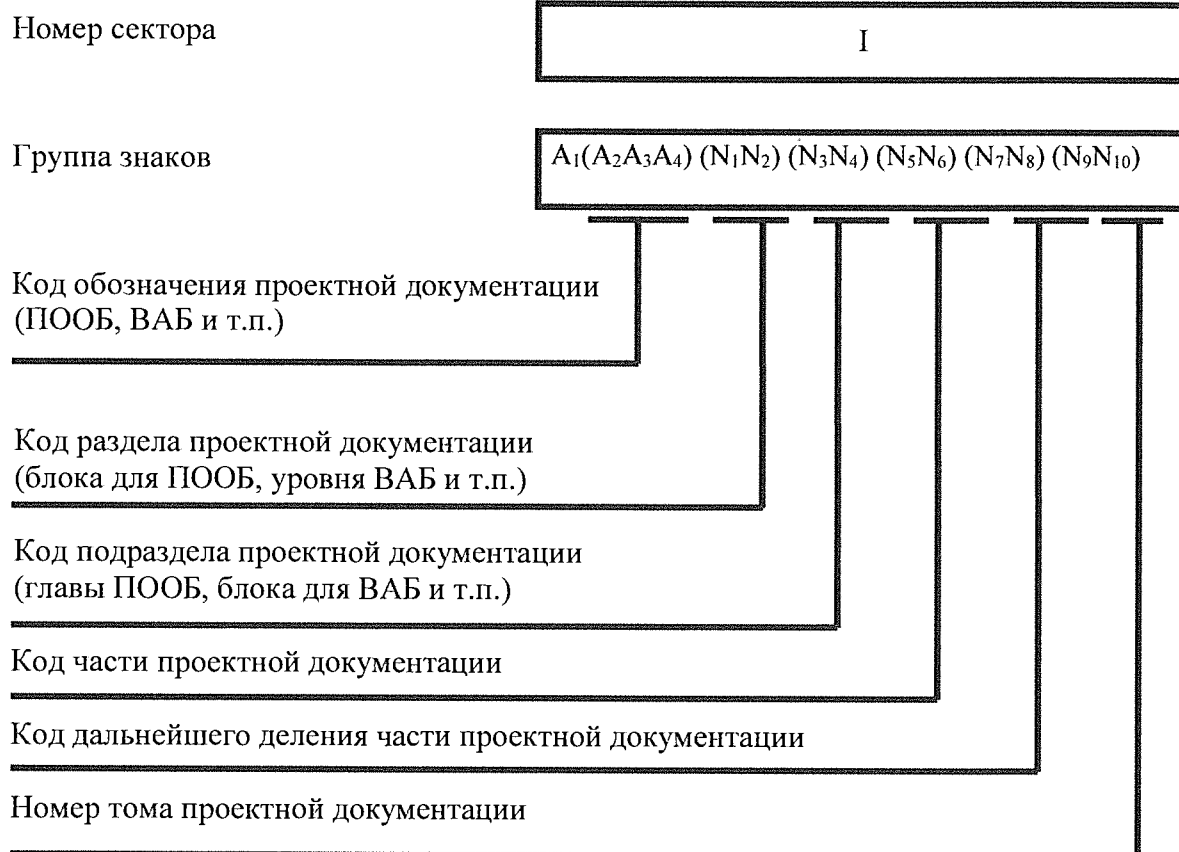 Номер сектора
I
Группа знаков
A₁(A₂A₃A₄) (N₁N₂) (N₃N₄) (N₅N₆) (N₇N₈) (N₉N₁₀)
Код обозначения проектной документации
(ПООБ, ВАБ и т.п.)
Код раздела проектной документации
(блока для ПООБ, уровня ВАБ и т.п.)
Код подраздела проектной документации
(главы ПООБ, блока для ВАБ и т.п.)
Код части проектной документации
Код дальнейшего деления части проектной документации
Номер тома проектной документации